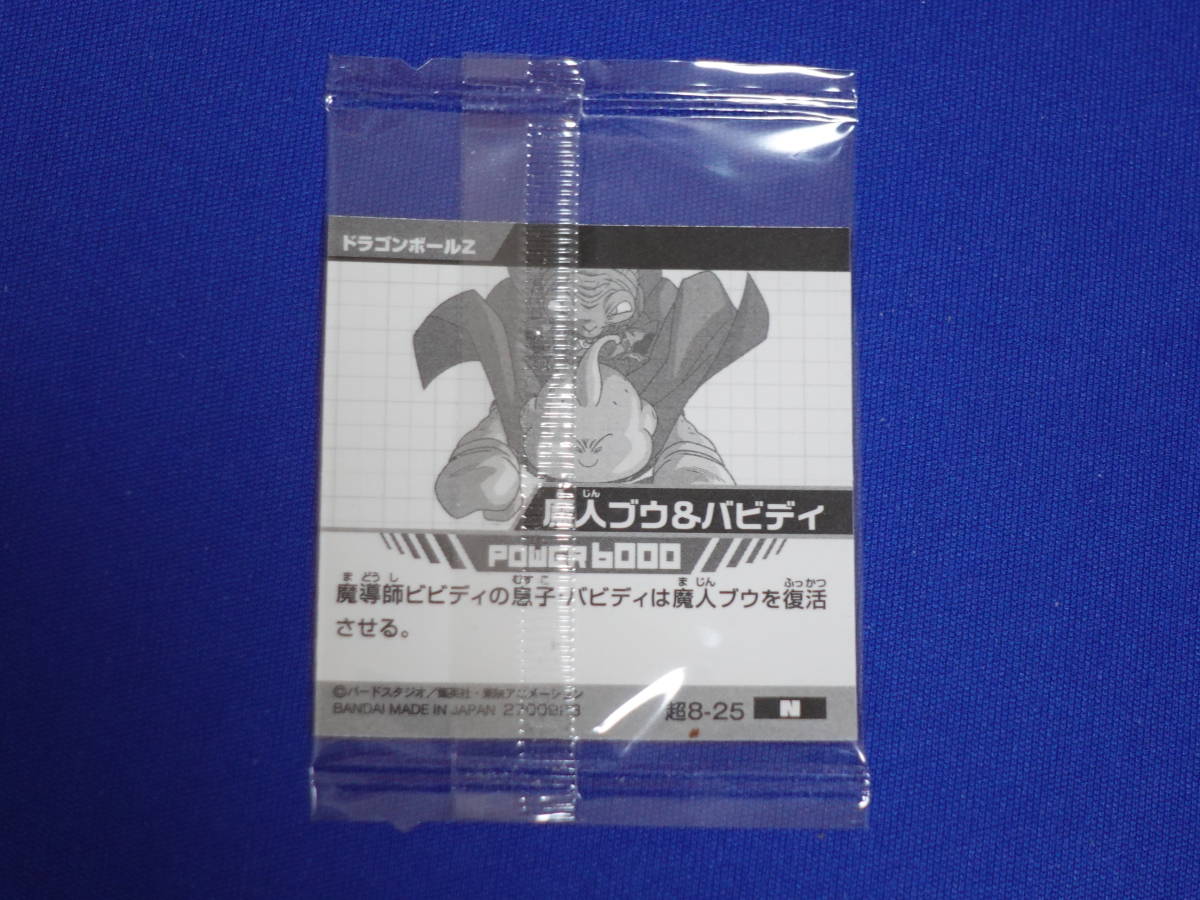 ドラゴンボールZ
じん
魔人ブウ&バビディ
POWER 6000
ま どう し むす こ ま じん ふっかつ
魔導師ビビディの息子・バビディは魔人ブウを復活
させる。
©バードスタジオ/集英社・東映アニメーション
BANDAI MADE IN JAPAN
超8-25 N